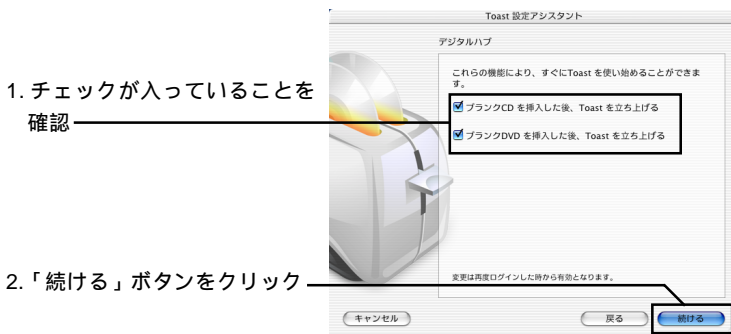 Toast 設定アシスタント
デジタルハブ
これらの機能により、すぐにToast を使い始めることができま
す。
1. チェックが入っていることを
確認
ブランクCD を挿入した後、Toast を立ち上げる
ブランクDVD を挿入した後、Toast を立ち上げる
変更は再度ログインした時から有効となります。
2.「続ける」ボタンをクリック
キャンセル 戻る 続ける